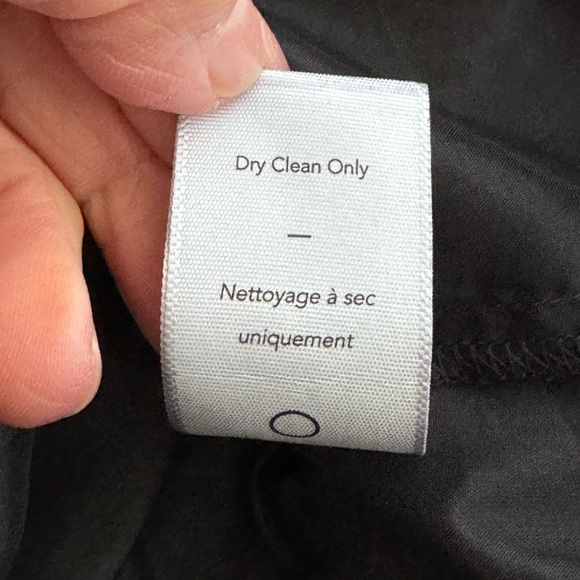 Dry Clean Only
—
Nettoyage à sec
uniquement